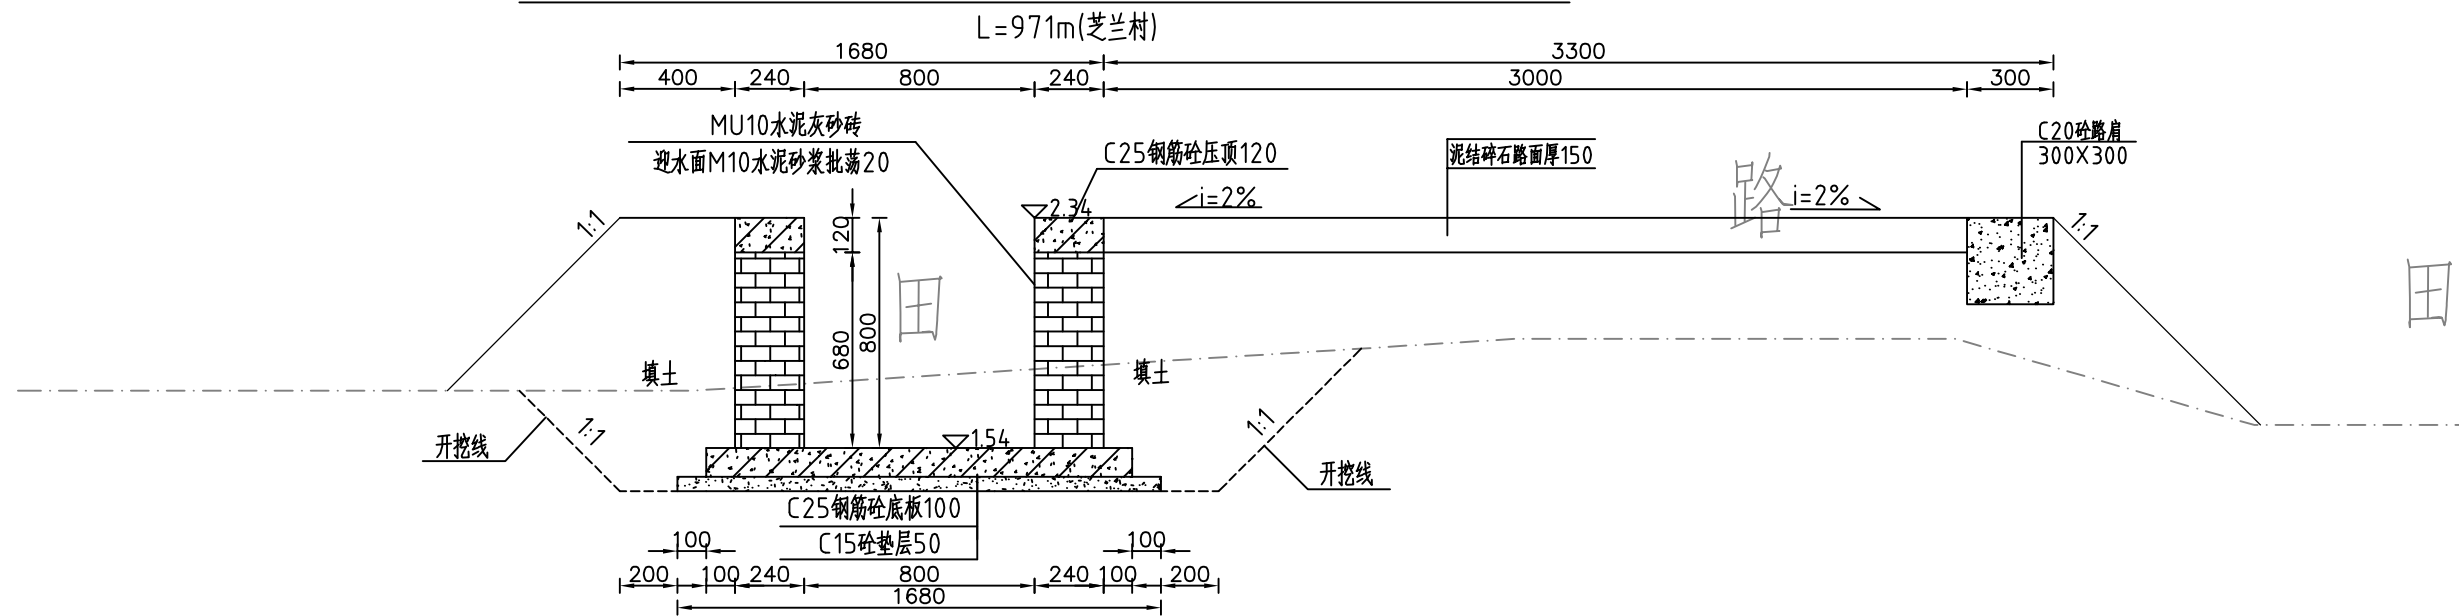 L=971m(芝兰村)
1680 3300
400 240 800 240 3000 300
MU10水泥灰砂砖
迎水面M10水泥砂浆批荡20
C25钢筋砼压顶120
泥结碎石路面厚150
C20砼路肩
300X300
路
i=2% i=2%
1:1 2.34 1:1
120
田 田
680 800
填土 填土
1:1 1:1
开挖线 1.54 开挖线
C25钢筋砼底板100
C15砼垫层50
100 100
200 100 240 800 240 100 200
1680